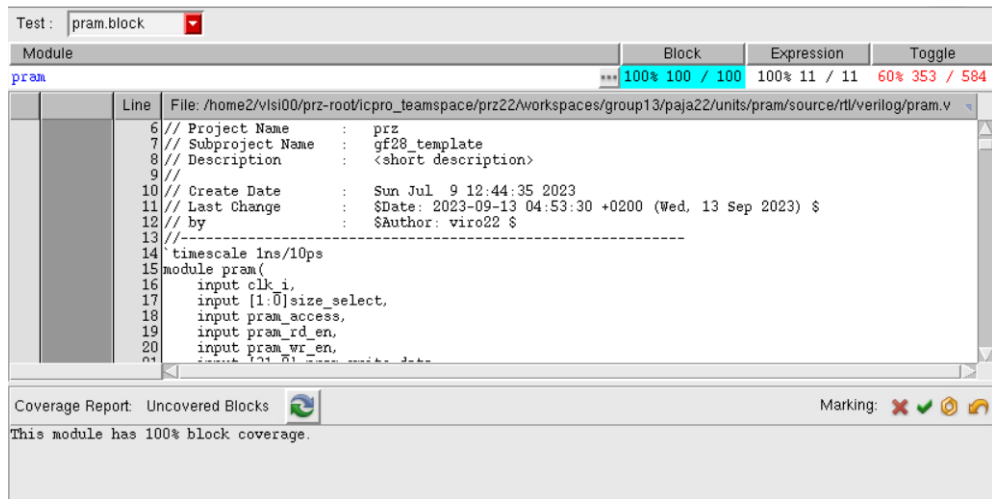 Test : pram.block
Module Block Expression Toggle
pram ... 100% 100 / 100 100% 11 / 11 60% 353 / 584
Line File: /home2/vlsi00/prz-root/icpro_teamspace/prz22/workspaces/group13/paja22/units/pram/source/rtl/verilog/pram.v
6 // Project Name : prz
7 // Subproject Name : gf28_template
8 // Description : <short description>
9 //
10 // Create Date : Sun Jul 9 12:44:35 2023
11 // Last Change : $Date: 2023-09-13 04:53:30 +0200 (Wed, 13 Sep 2023) $
12 // by : $Author: viro22 $
13 //---------------------------------------------------------------
14 `timescale 1ns/10ps
15 module pram(
16 input clk_i,
17 input [1:0]size_select,
18 input pram_access,
19 input pram_rd_en,
20 input pram_wr_en,
Coverage Report: Uncovered Blocks Marking:
This module has 100% block coverage.